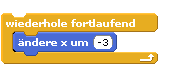 wiederhole fortlaufend
ändere x um -3